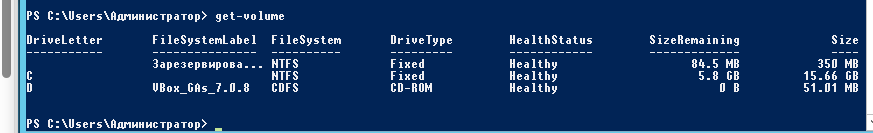 PS C:\Users\Администратор> get-volume
DriveLetter FileSystemLabel FileSystem DriveType HealthStatus SizeRemaining Size
----------- --------------- ---------- --------- ------------ ------------- ----
Зарезервирова... NTFS Fixed Healthy 84.5 MB 350 MB
C NTFS Fixed Healthy 5.8 GB 15.66 GB
D VBox_GAs_7.0.8 CDFS CD-ROM Healthy 0 B 51.01 MB
PS C:\Users\Администратор> _